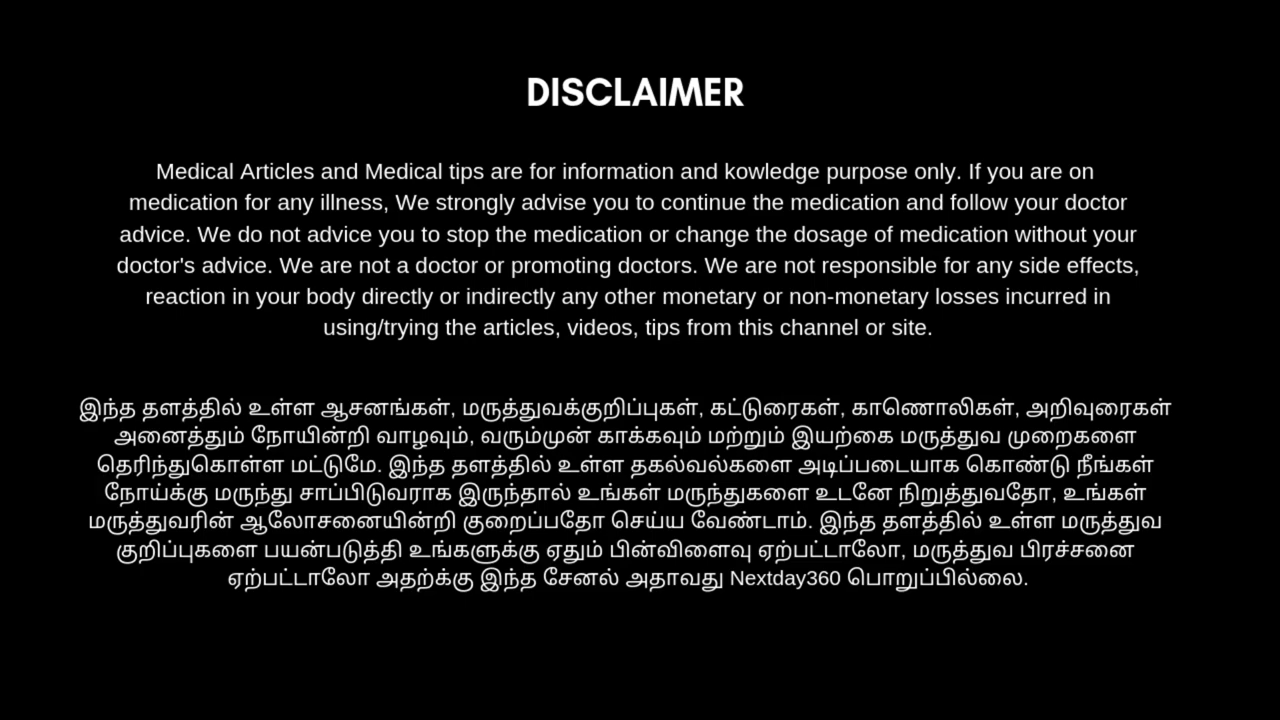 DISCLAIMER
Medical Articles and Medical tips are for information and kowledge purpose only. If you are on
medication for any illness, We strongly advise you to continue the medication and follow your doctor
advice. We do not advice you to stop the medication or change the dosage of medication without your
doctor's advice. We are not a doctor or promoting doctors. We are not responsible for any side effects,
reaction in your body directly or indirectly any other monetary or non-monetary losses incurred in
using/trying the articles, videos, tips from this channel or site.
இந்த தளத்தில் உள்ள ஆசனங்கள், மருத்துவக்குறிப்புகள், கட்டுரைகள், காணொலிகள், அறிவுரைகள்
அனைத்தும் நோயின்றி வாழவும், வரும்முன் காக்கவும் மற்றும் இயற்கை மருத்துவ முறைகளை
தெரிந்துகொள்ள மட்டுமே. இந்த தளத்தில் உள்ள தகல்வல்களை அடிப்படையாக கொண்டு நீங்கள்
நோய்க்கு மருந்து சாப்பிடுவராக இருந்தால் உங்கள் மருந்துகளை உடனே நிறுத்துவதோ, உங்கள்
மருத்துவரின் ஆலோசனையின்றி குறைப்பதோ செய்ய வேண்டாம். இந்த தளத்தில் உள்ள மருத்துவ
குறிப்புகளை பயன்படுத்தி உங்களுக்கு ஏதும் பின்விளைவு ஏற்பட்டாலோ, மருத்துவ பிரச்சனை
ஏற்பட்டாலோ அதற்க்கு இந்த சேனல் அதாவது Nextday360 பொறுப்பில்லை.